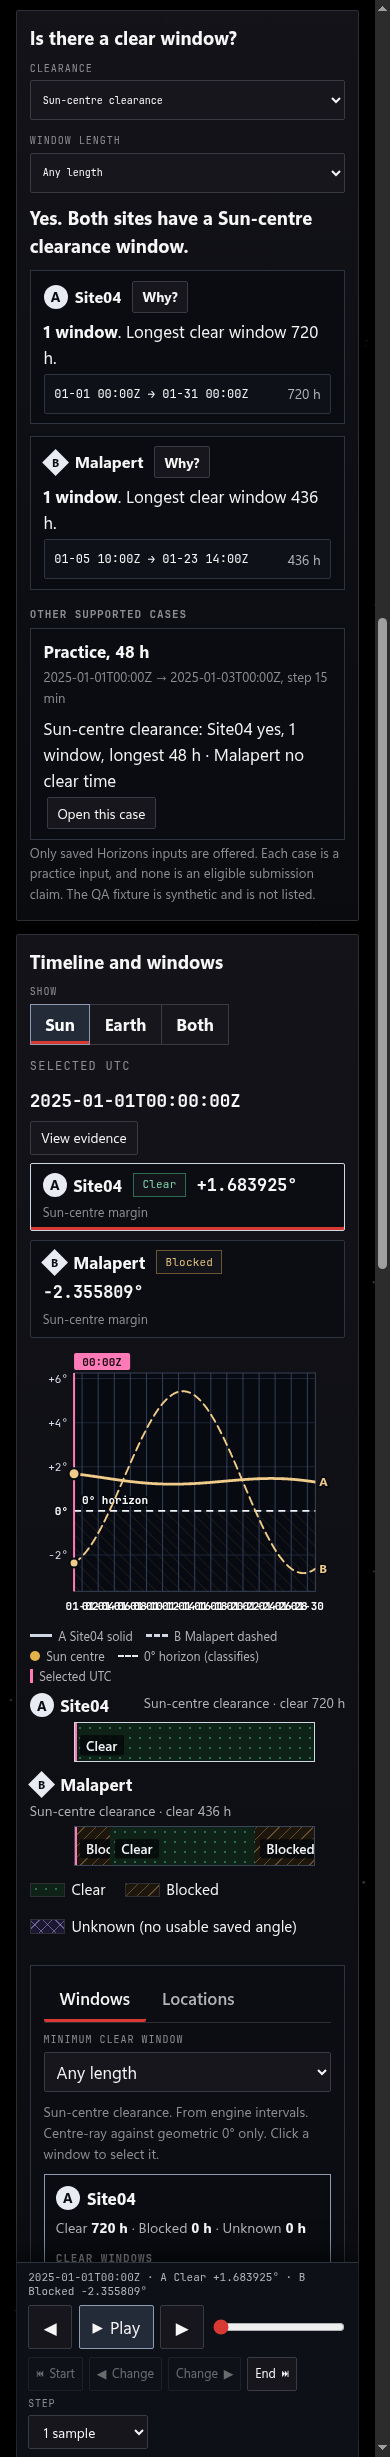 Is there a clear window?
CLEARANCE
Sun-centre clearance
WINDOW LENGTH
Any length
Yes. Both sites have a Sun-centre
clearance window.
A Site04 Why?
1 window. Longest clear window 720
h.
01-01 00:00Z → 01-31 00:00Z 720 h
B Malapert Why?
1 window. Longest clear window 436
h.
01-05 10:00Z → 01-23 14:00Z 436 h
OTHER SUPPORTED CASES
Practice, 48 h
2025-01-01T00:00Z → 2025-01-03T00:00Z, step 15
min
Sun-centre clearance: Site04 yes, 1
window, longest 48 h · Malapert no
clear time
Open this case
Only saved Horizons inputs are offered. Each case is a
practice input, and none is an eligible submission
claim. The QA fixture is synthetic and is not listed.
Timeline and windows
SHOW
Sun Earth Both
SELECTED UTC
2025-01-01T00:00:00Z
View evidence
A Site04 Clear +1.683925°
Sun-centre margin
B Malapert Blocked
-2.355809°
Sun-centre margin
00:00Z
+6°
+4°
+2°
A
0° horizon
0°
-2°
B
A Site04 solid B Malapert dashed
Sun centre 0° horizon (classifies)
Selected UTC
A Site04 Sun-centre clearance · clear 720 h
Clear
B Malapert
Sun-centre clearance · clear 436 h
Bloc Clear Blocked
Clear Blocked
Unknown (no usable saved angle)
Windows Locations
MINIMUM CLEAR WINDOW
Any length
Sun-centre clearance. From engine intervals.
Centre-ray against geometric 0° only. Click a
window to select it.
A Site04
Clear 720 h · Blocked 0 h · Unknown 0 h
CLEAR WINDOWS
2025-01-01T00:00Z · A Clear +1.683925° · B
Blocked -2.355809°
◀ ▶ Play ▶
⏮ Start ◀ Change Change ▶ End ⏭
STEP
1 sample